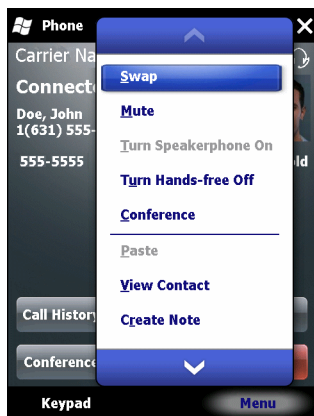 Phone
Carrier Na
Connect
Doe, John
1(631) 555-
555-5555
ld
Swap
Mute
Turn Speakerphone On
Turn Hands-free Off
Conference
Paste
View Contact
Create Note
Call History
Conference
Keypad
Menu